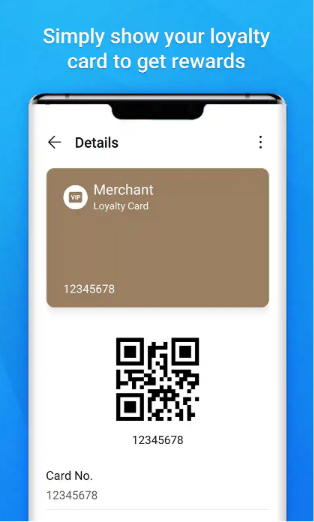 Simply show your loyalty
card to get rewards
Details
VIP
Merchant
Loyalty Card
12345678
12345678
Card No.
12345678